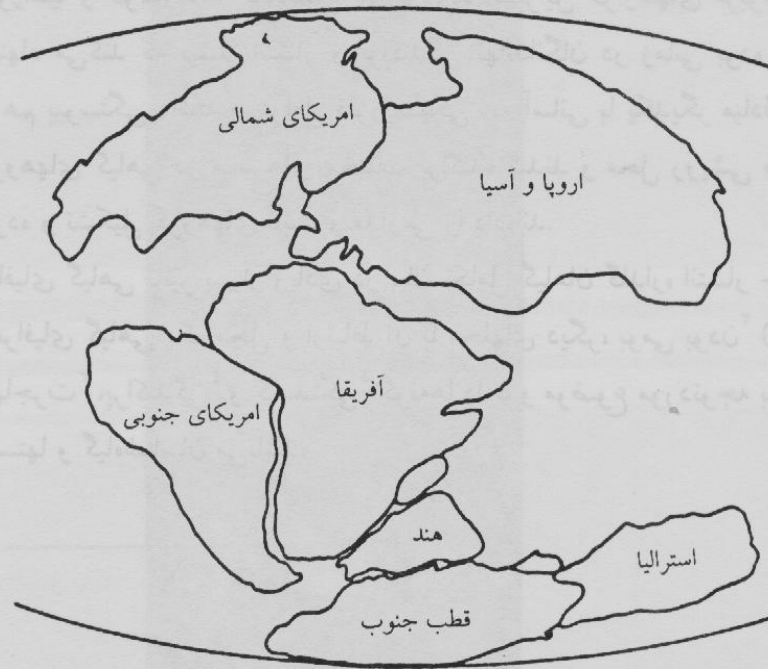 امریکای شمالی
اروپا و آسیا
آفریقا
امریکای جنوبی
هند
استرالیا
قطب جنوب